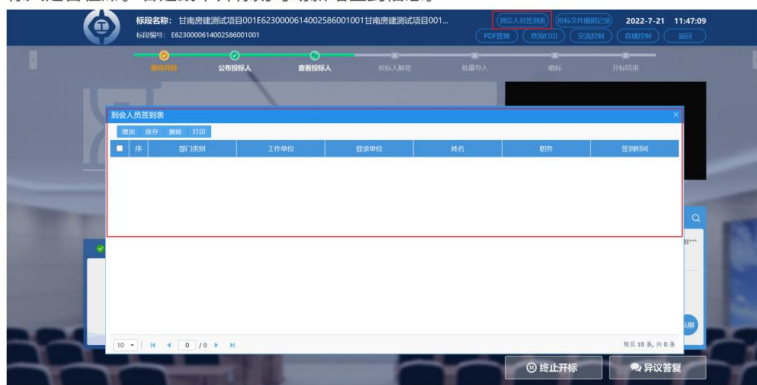 标段名称： 甘南房建测试项目001E6230000614002586001001甘南房建测试项目001...
到会人员签到表 投标文件撤销记录 2022-7-21 11:47:09
标段编号： E6230000614002586001001
PDF管理 查询打印 交流控制 直播控制 返回
公布投标人 查看投标人 投标人解密 批量导入 唱标 开标结束
到会人员签到表 ×
增加 保存 删除 打印
序 部门类别 工作单位 登录单位 姓名 职务 签到时间
10 0 / 0 每页 10 条, 共 0 条
终止开标 异议答复